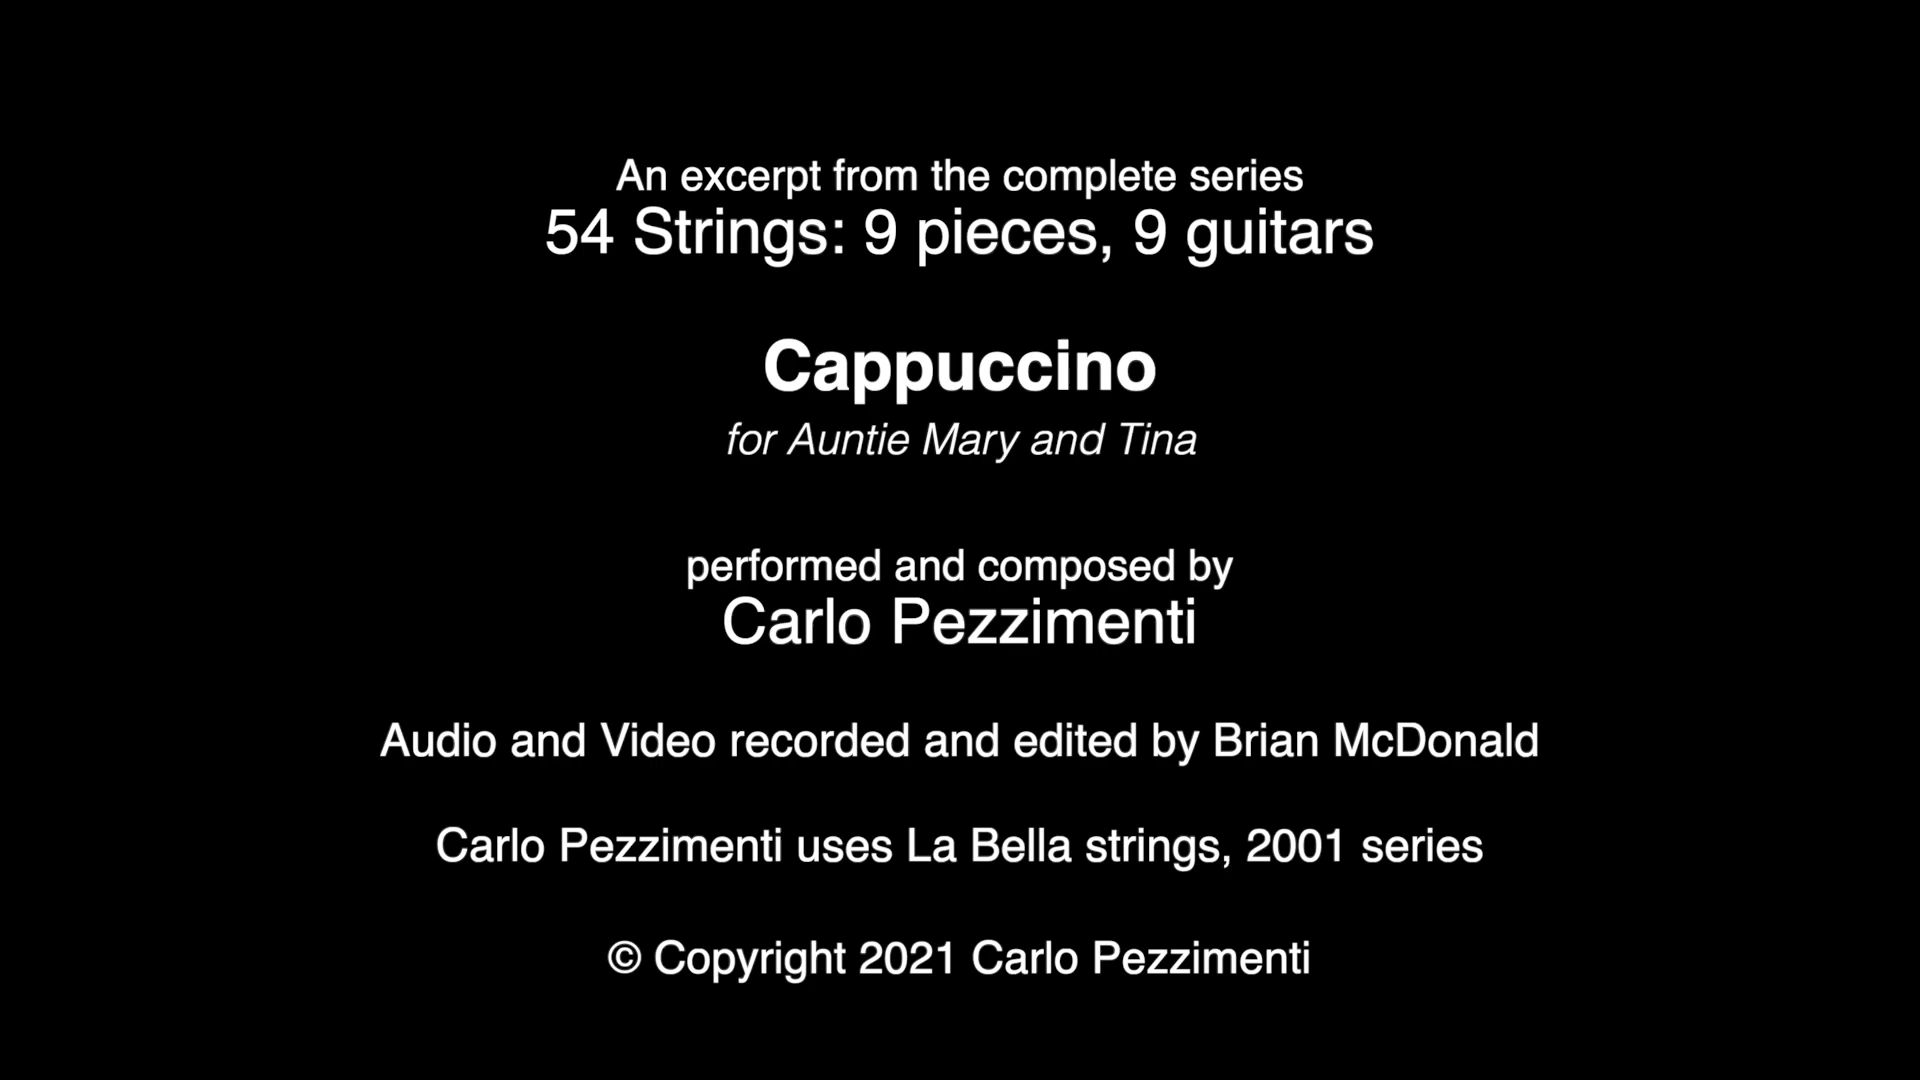 An excerpt from the complete series
54 Strings: 9 pieces, 9 guitars
Cappuccino
for Auntie Mary and Tina
performed and composed by
Carlo Pezzimenti
Audio and Video recorded and edited by Brian McDonald
Carlo Pezzimenti uses La Bella strings, 2001 series
© Copyright 2021 Carlo Pezzimenti